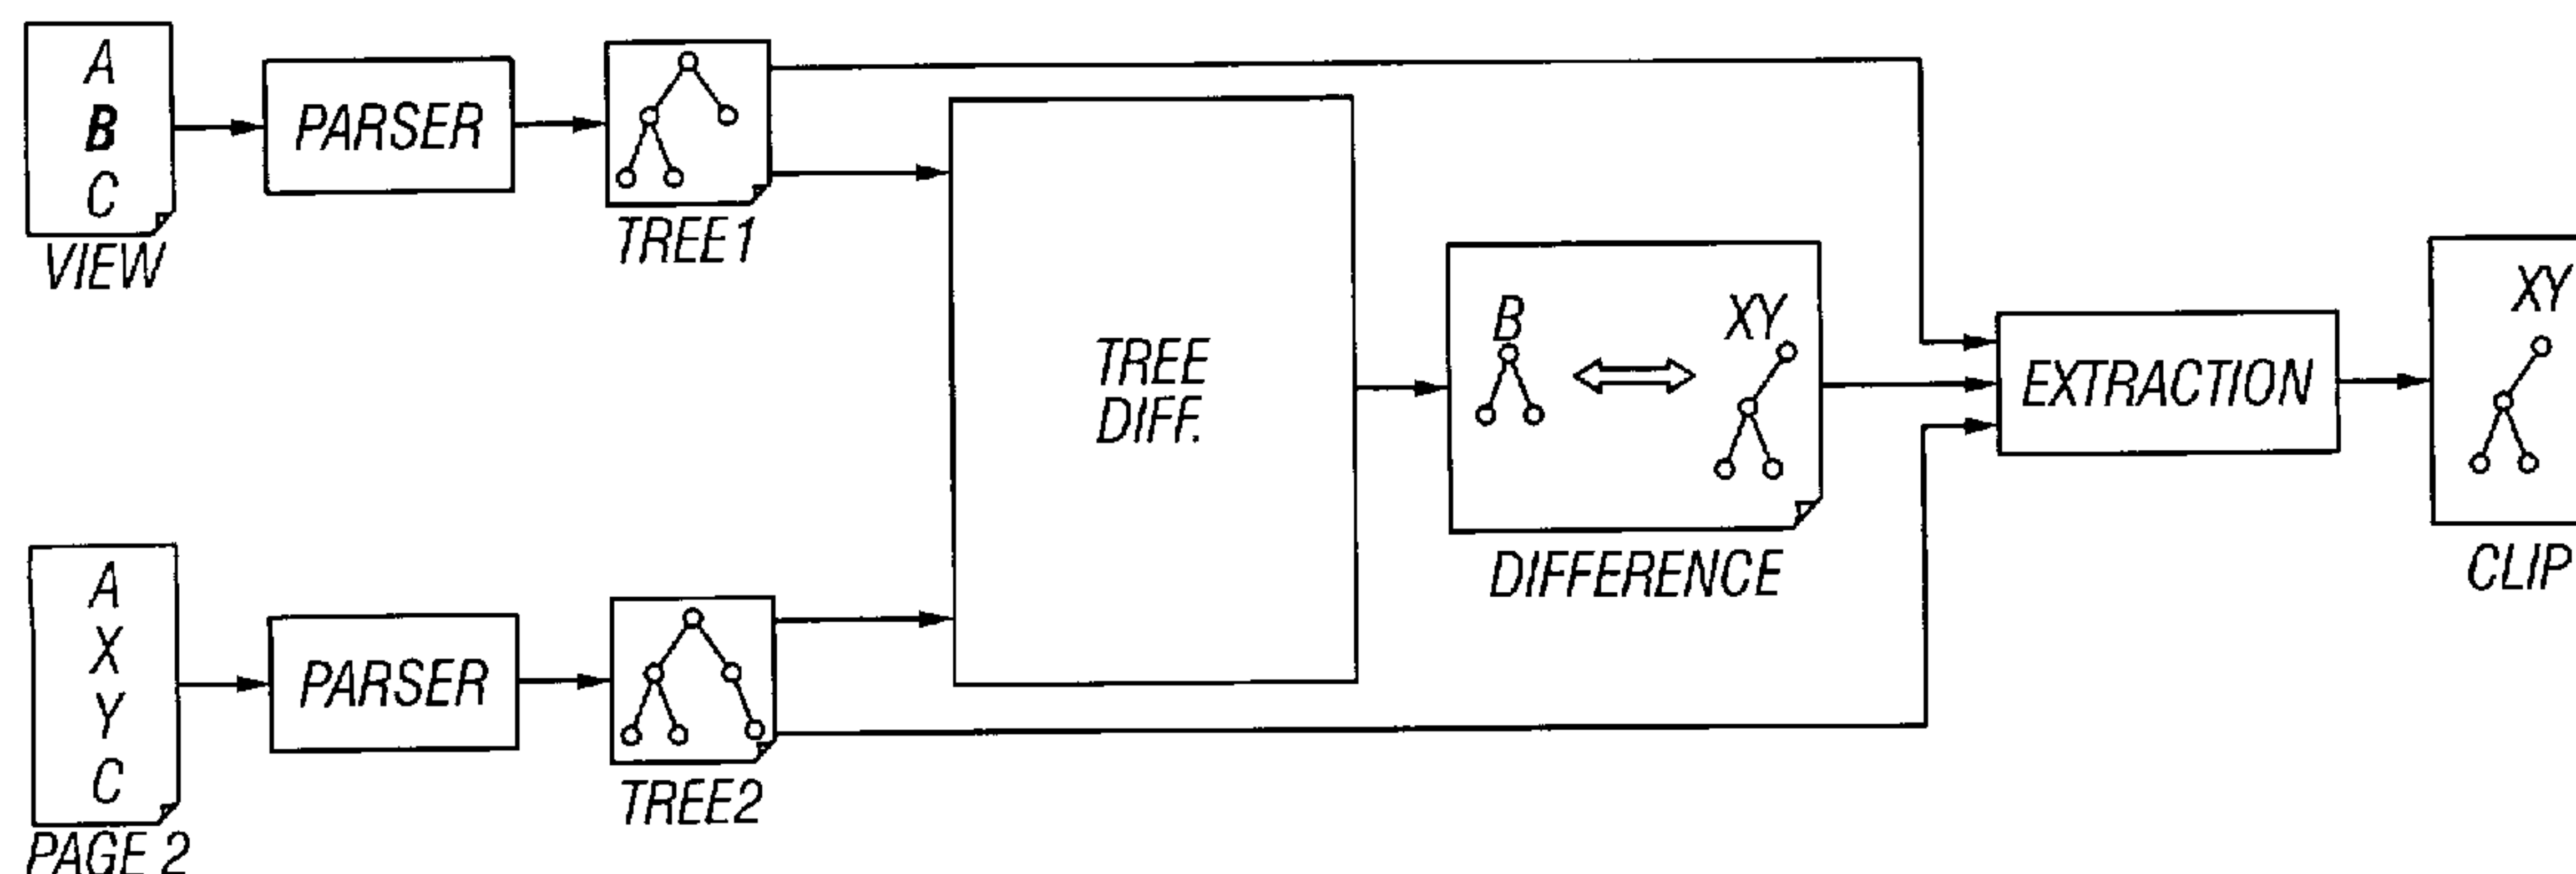 A
B
C
VIEW
PARSER
TREE1
TREE
DIFF.
B
XY
DIFFERENCE
EXTRACTION
XY
CLIP
A
X
Y
C
PAGE 2
PARSER
TREE2